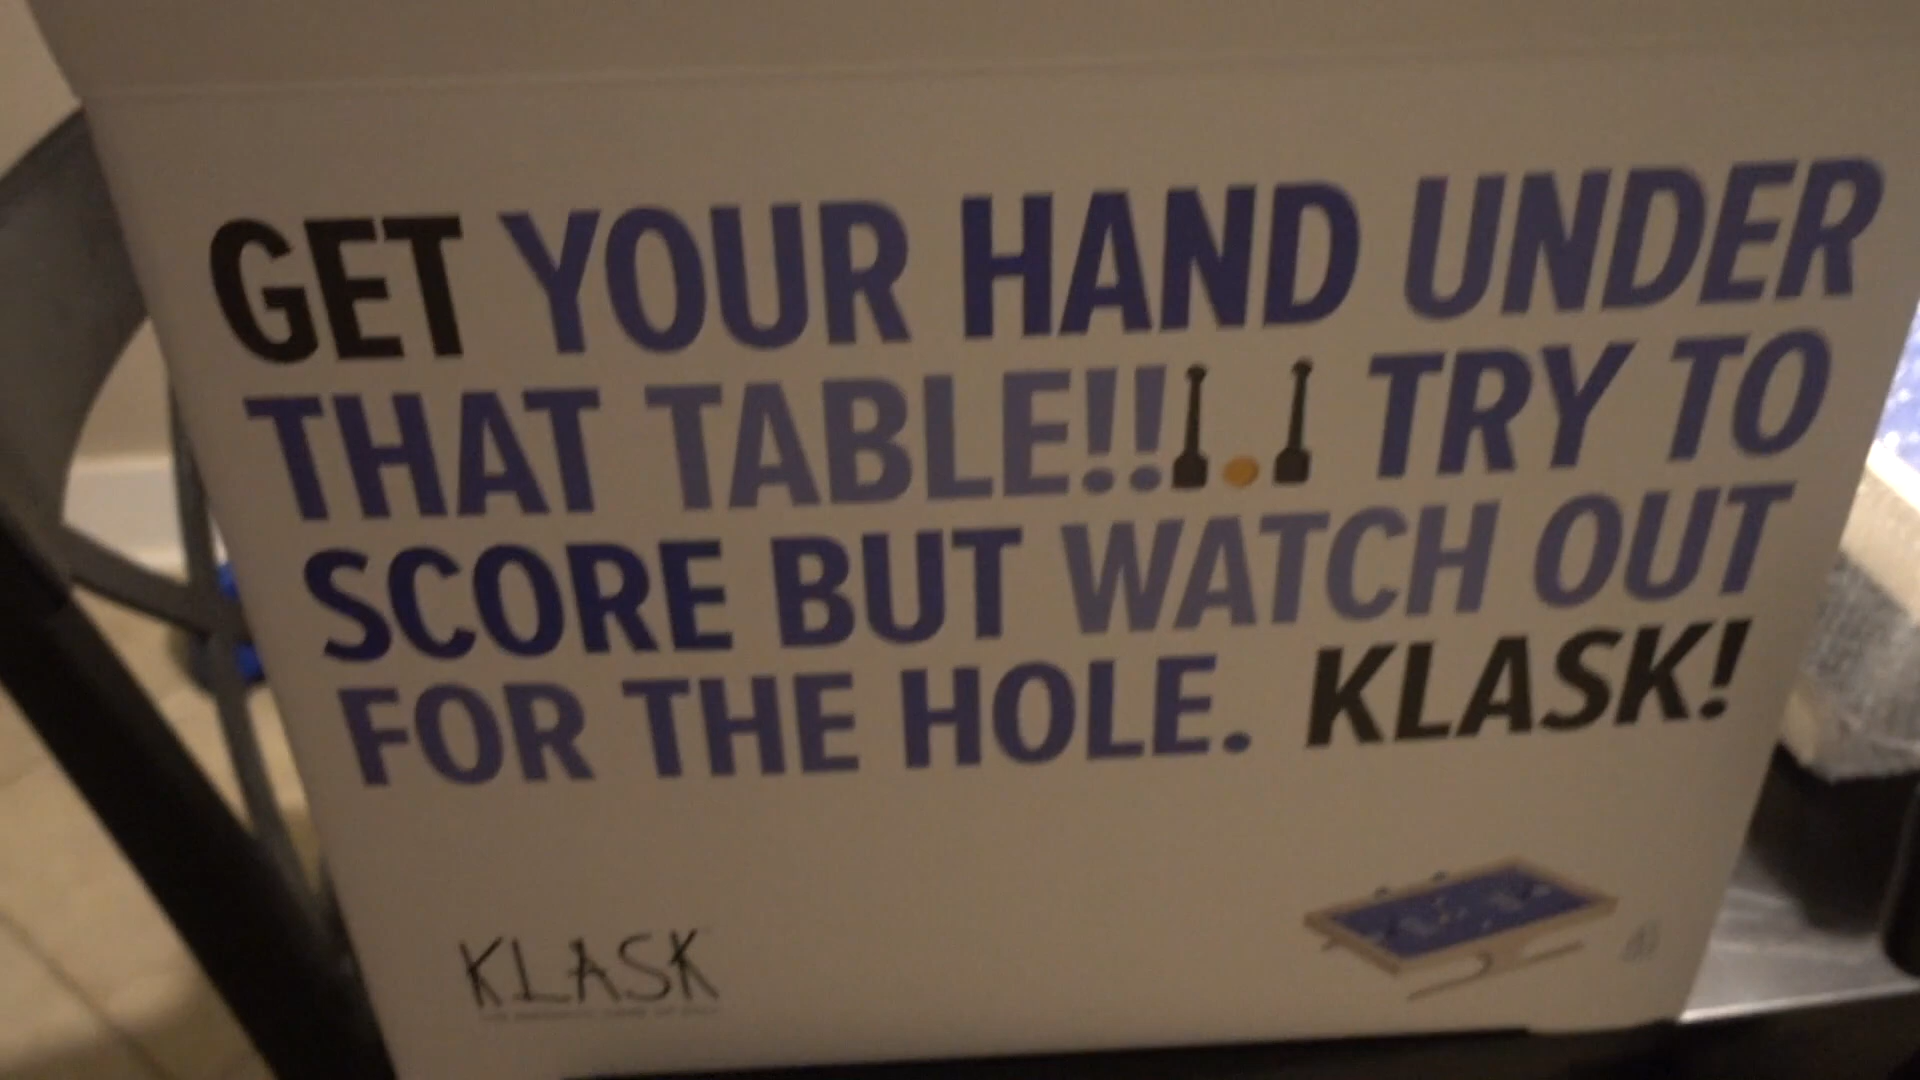 GET YOUR HAND UNDER
THAT TABLE!! TRY TO
SCORE BUT WATCH OUT
FOR THE HOLE. KLASK!
KLASK